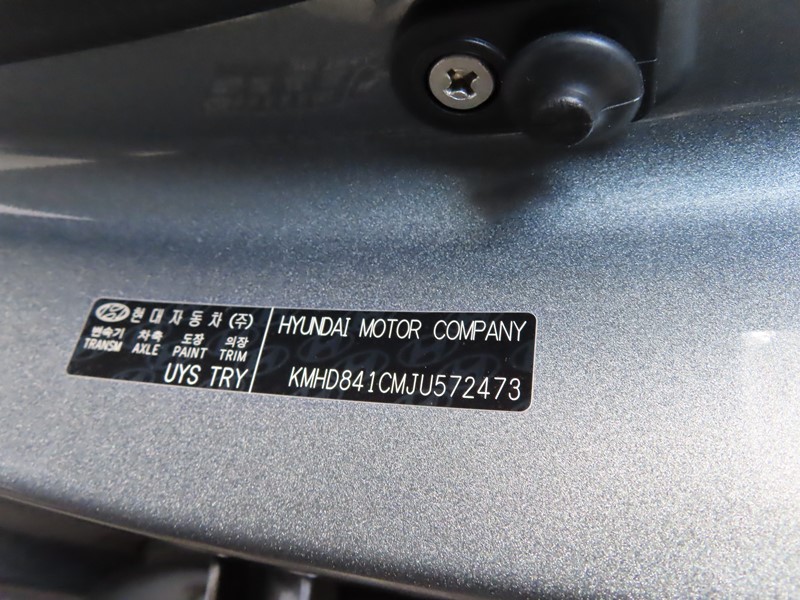 현대자동차(주)
변속기 차축 도장 의장
TRANSM AXLE PAINT TRIM
UYS TRY
HYUNDAI MOTOR COMPANY
KMHD841CMJU572473